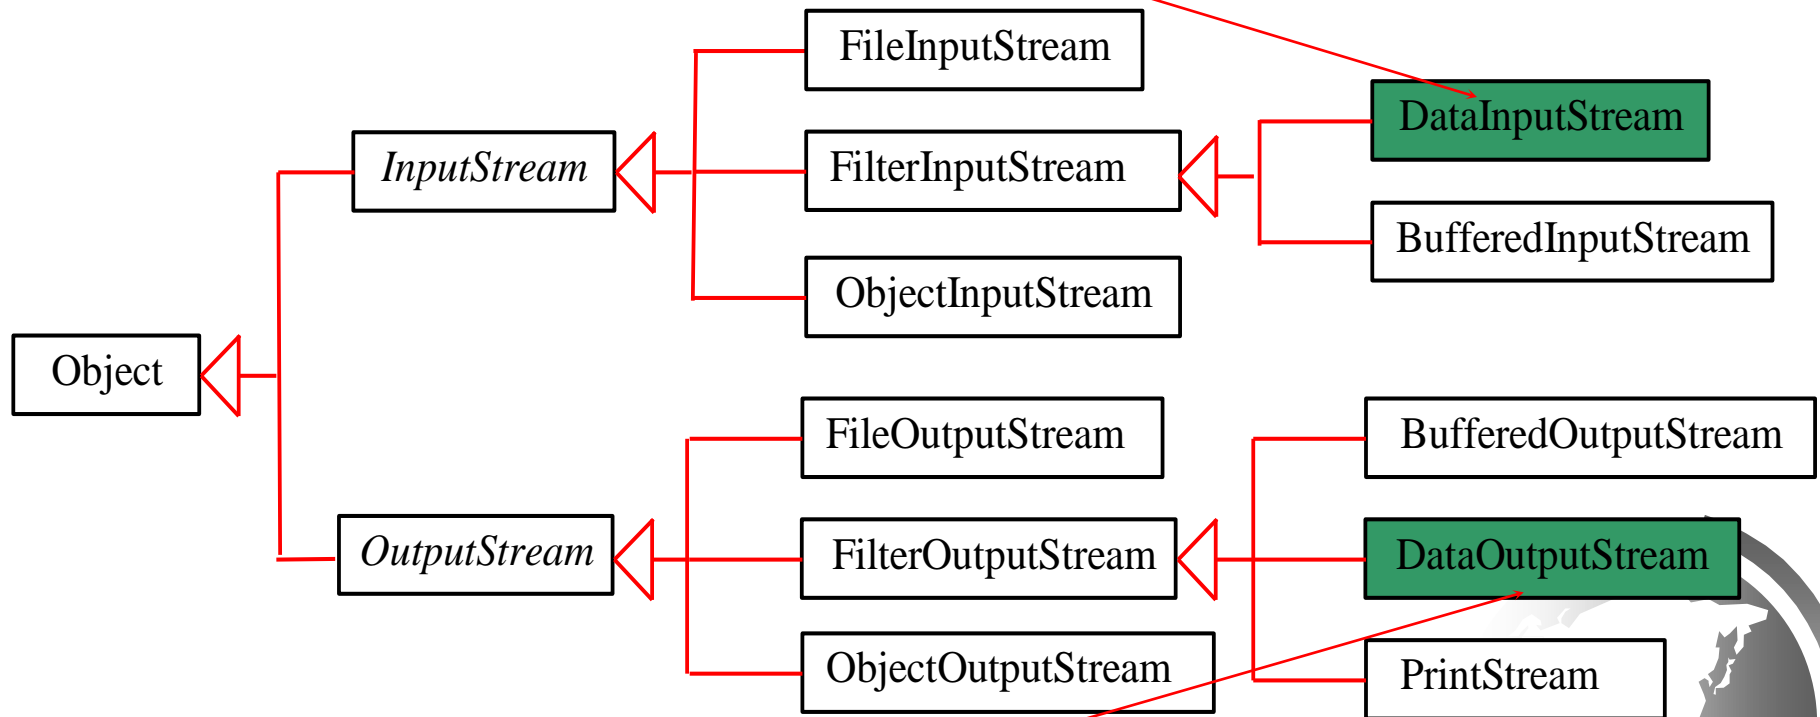 FileInputStream
DataInputStream
InputStream
FilterInputStream
BufferedInputStream
ObjectInputStream
Object
FileOutputStream
BufferedOutputStream
OutputStream
FilterOutputStream
DataOutputStream
ObjectOutputStream
PrintStream